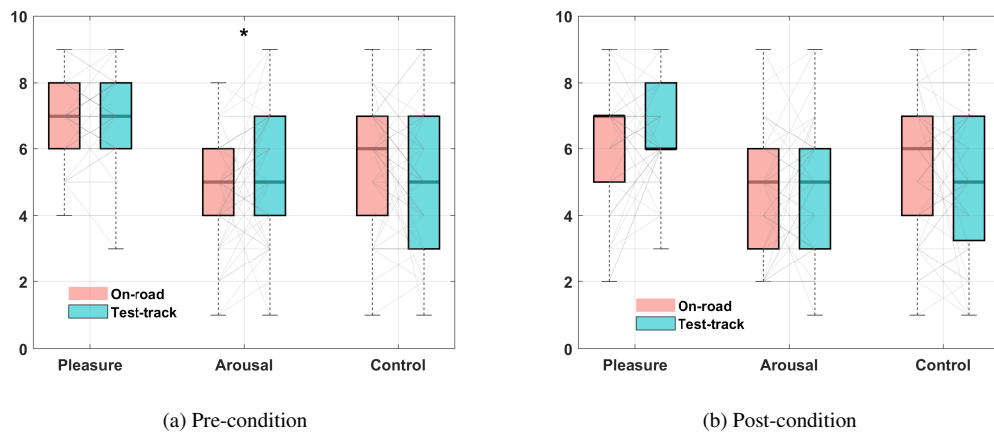 10
*
8
6
4
2
0
On-road
Test-track
Pleasure Arousal Control
(a) Pre-condition
10
8
6
4
2
0
On-road
Test-track
Pleasure Arousal Control
(b) Post-condition